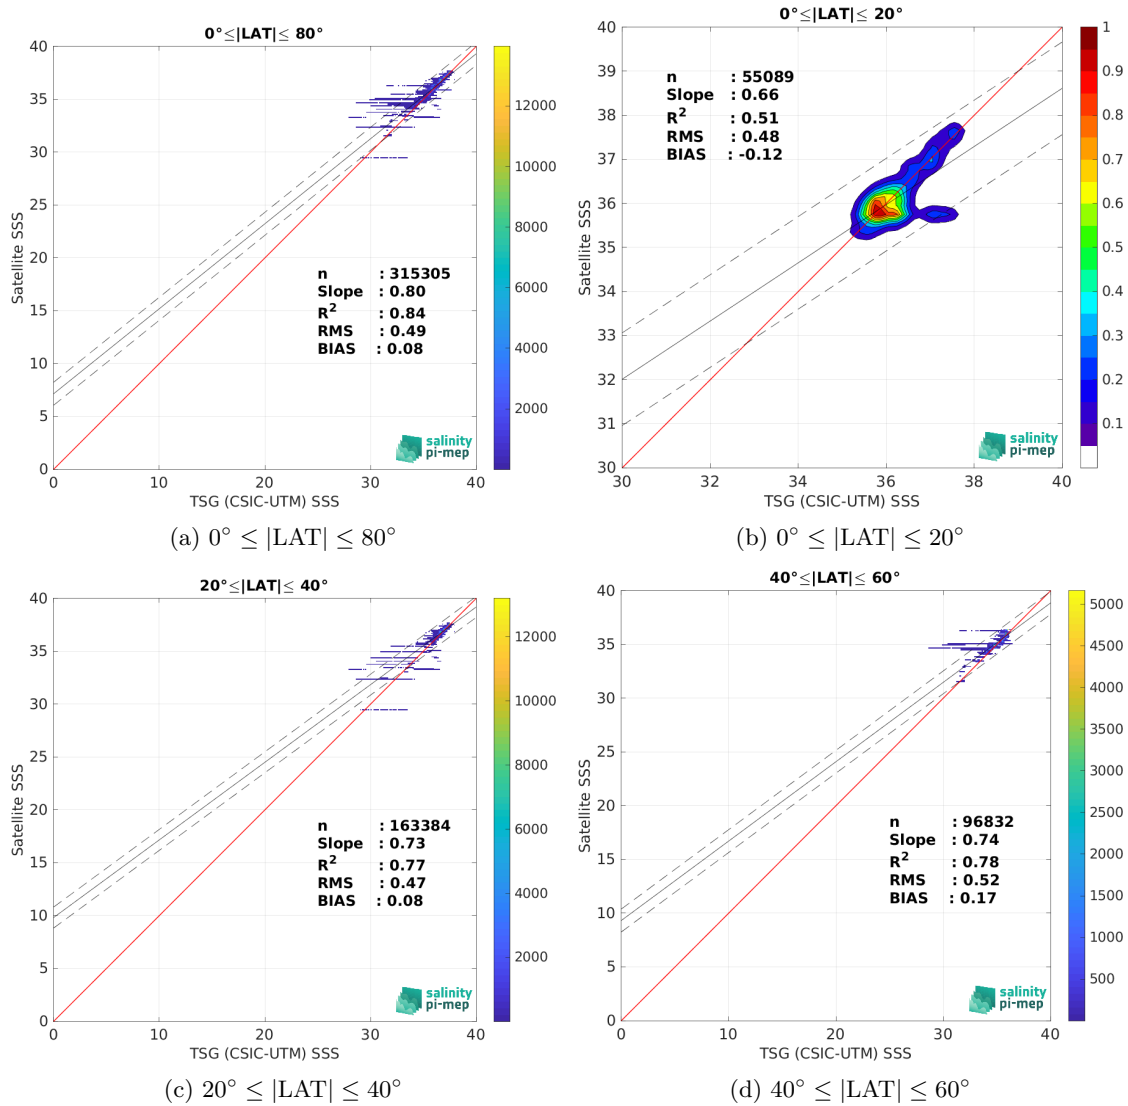 0°≤|LAT|≤ 80°
Satellite SSS
40
35
30
25
20
15
10
5
0
0
10
20
30
40
TSG (CSIC-UTM) SSS
n : 315305
Slope : 0.80
R² : 0.84
RMS : 0.49
BIAS : 0.08
salinity
pi-mep
12000
10000
8000
6000
4000
2000
(a) 0° ≤ |LAT| ≤ 80°
0°≤|LAT|≤ 20°
Satellite SSS
40
39
38
37
36
35
34
33
32
31
30
30
32
34
36
38
40
TSG (CSIC-UTM) SSS
n : 55089
Slope : 0.66
R² : 0.51
RMS : 0.48
BIAS : -0.12
salinity
pi-mep
1
0.9
0.8
0.7
0.6
0.5
0.4
0.3
0.2
0.1
(b) 0° ≤ |LAT| ≤ 20°
20°≤|LAT|≤ 40°
Satellite SSS
40
35
30
25
20
15
10
5
0
0
10
20
30
40
TSG (CSIC-UTM) SSS
n : 163384
Slope : 0.73
R² : 0.77
RMS : 0.47
BIAS : 0.08
salinity
pi-mep
12000
10000
8000
6000
4000
2000
(c) 20° ≤ |LAT| ≤ 40°
40°≤|LAT|≤ 60°
Satellite SSS
40
35
30
25
20
15
10
5
0
0
10
20
30
40
TSG (CSIC-UTM) SSS
n : 96832
Slope : 0.74
R² : 0.78
RMS : 0.52
BIAS : 0.17
salinity
pi-mep
5000
4500
4000
3500
3000
2500
2000
1500
1000
500
(d) 40° ≤ |LAT| ≤ 60°